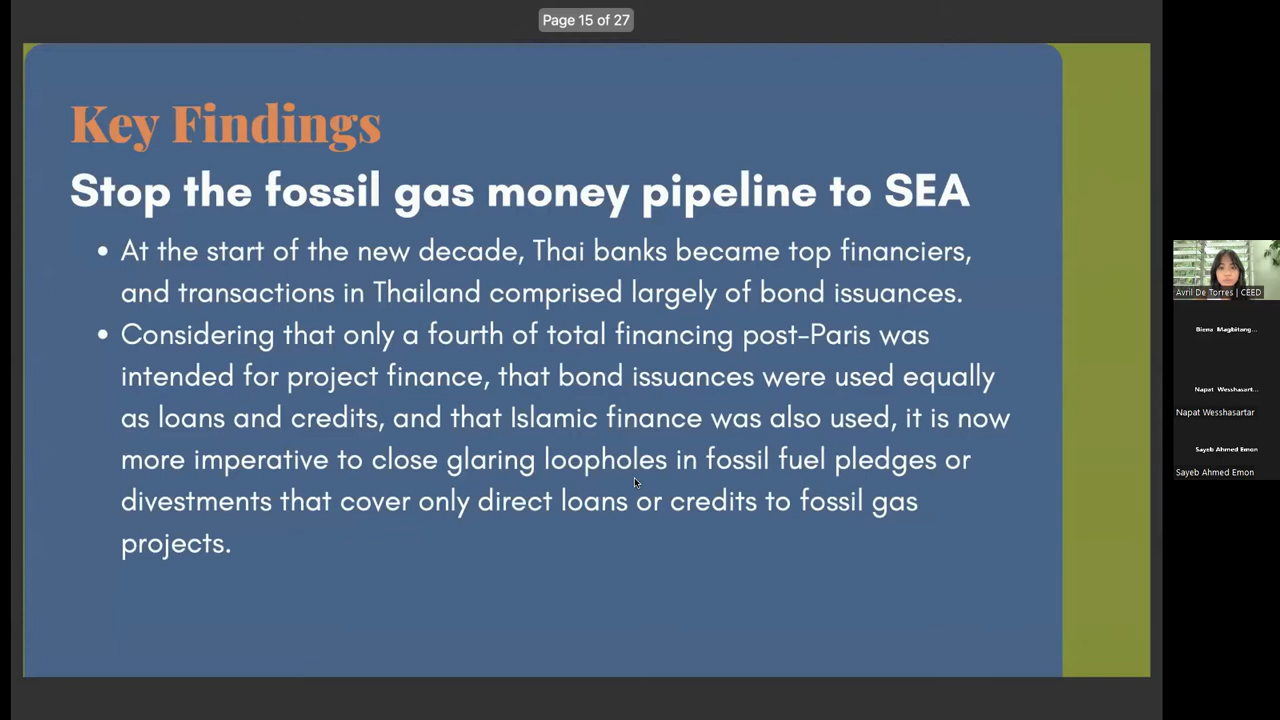 Page 15 of 27
Key Findings
Stop the fossil gas money pipeline to SEA
• At the start of the new decade, Thai banks became top financiers,
and transactions in Thailand comprised largely of bond issuances.
• Considering that only a fourth of total financing post-Paris was
intended for project finance, that bond issuances were used equally
as loans and credits, and that Islamic finance was also used, it is now
more imperative to close glaring loopholes in fossil fuel pledges or
divestments that cover only direct loans or credits to fossil gas
projects.
Avril De Torres | CEED
Biena Magbitang...
Napat Wesshasart...
Napat Wesshasartar
Sayeb Ahmed Emon
Sayeb Ahmed Emon